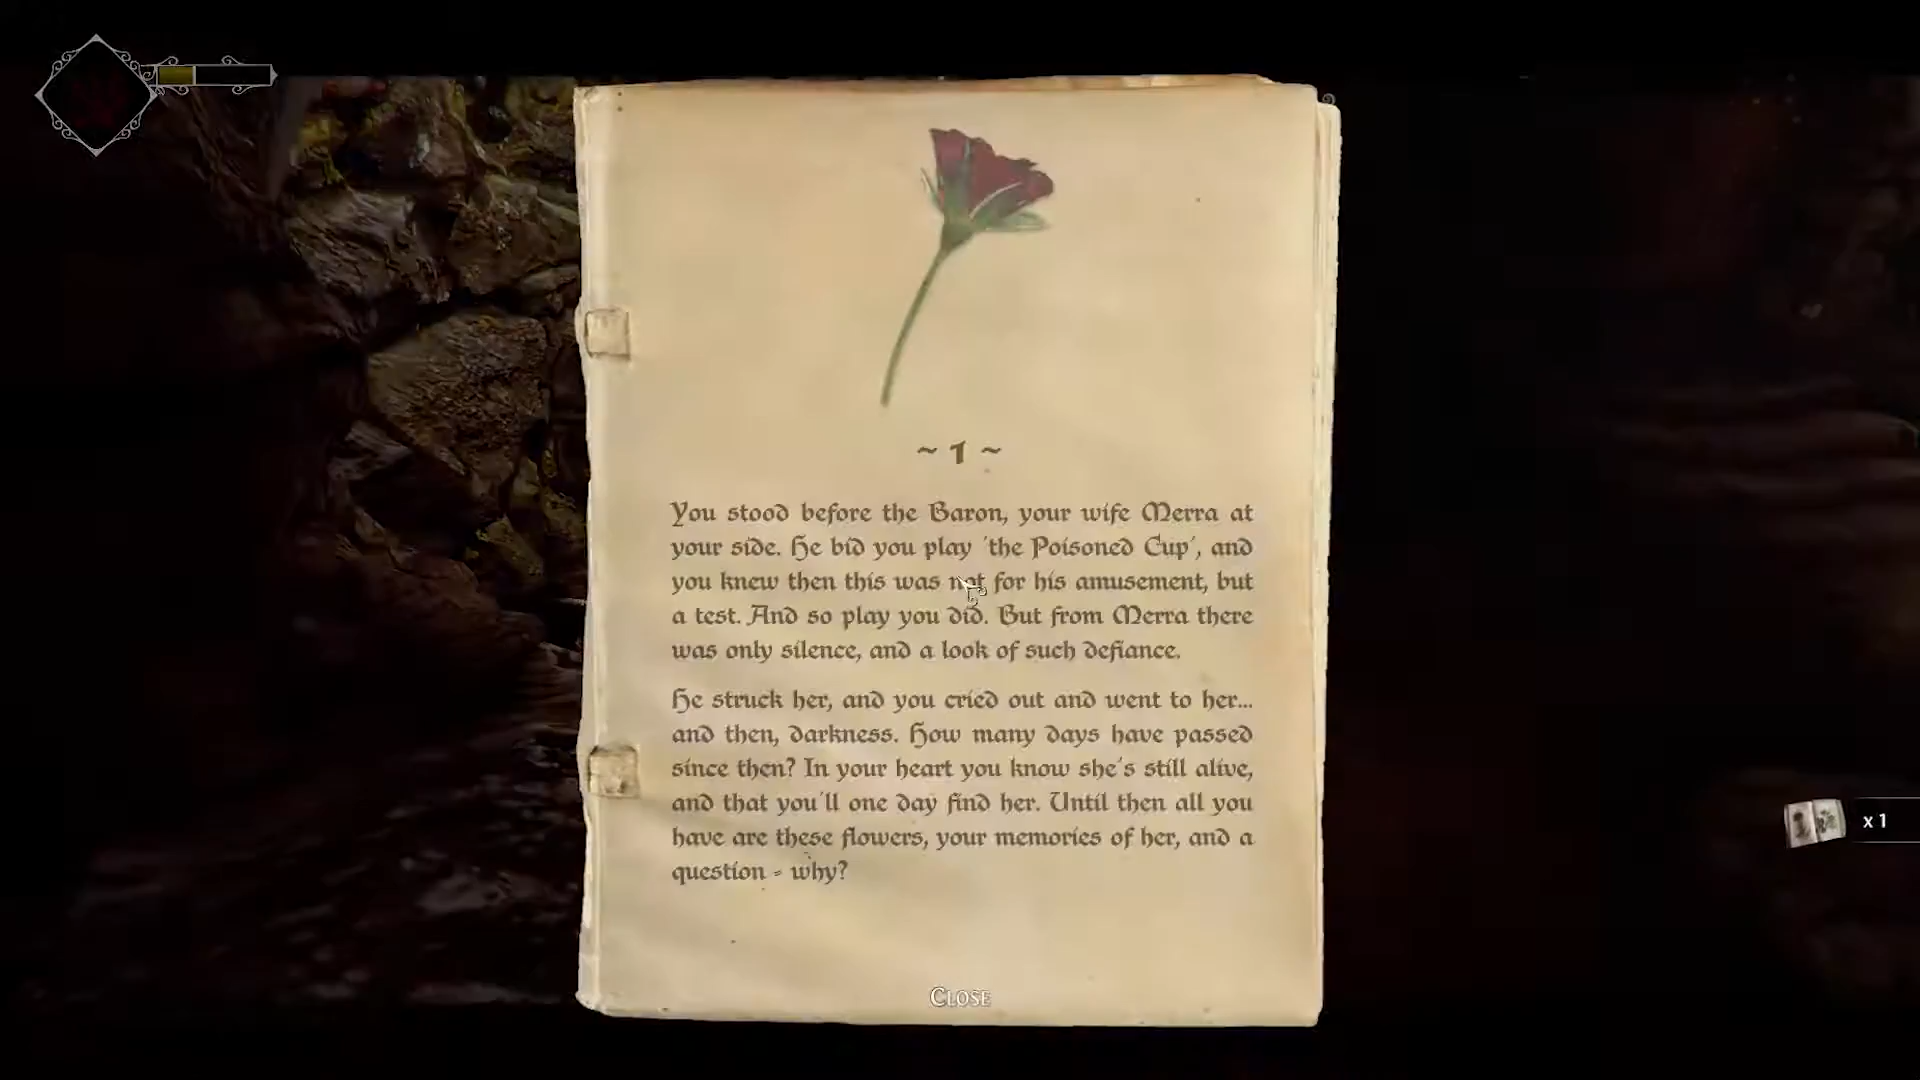 ~ 1 ~
You stood before the Baron, your wife Merra at
your side. He bid you play 'the Poisoned Cup', and
you knew then this was not for his amusement, but
a test. And so play you did. But from Merra there
was only silence, and a look of such defiance.
He struck her, and you cried out and went to her...
and then, darkness. How many days have passed
since then? In your heart you know she's still alive,
and that you'll one day find her. Until then all you
have are these flowers, your memories of her, and a
question - why?
x 1
Close